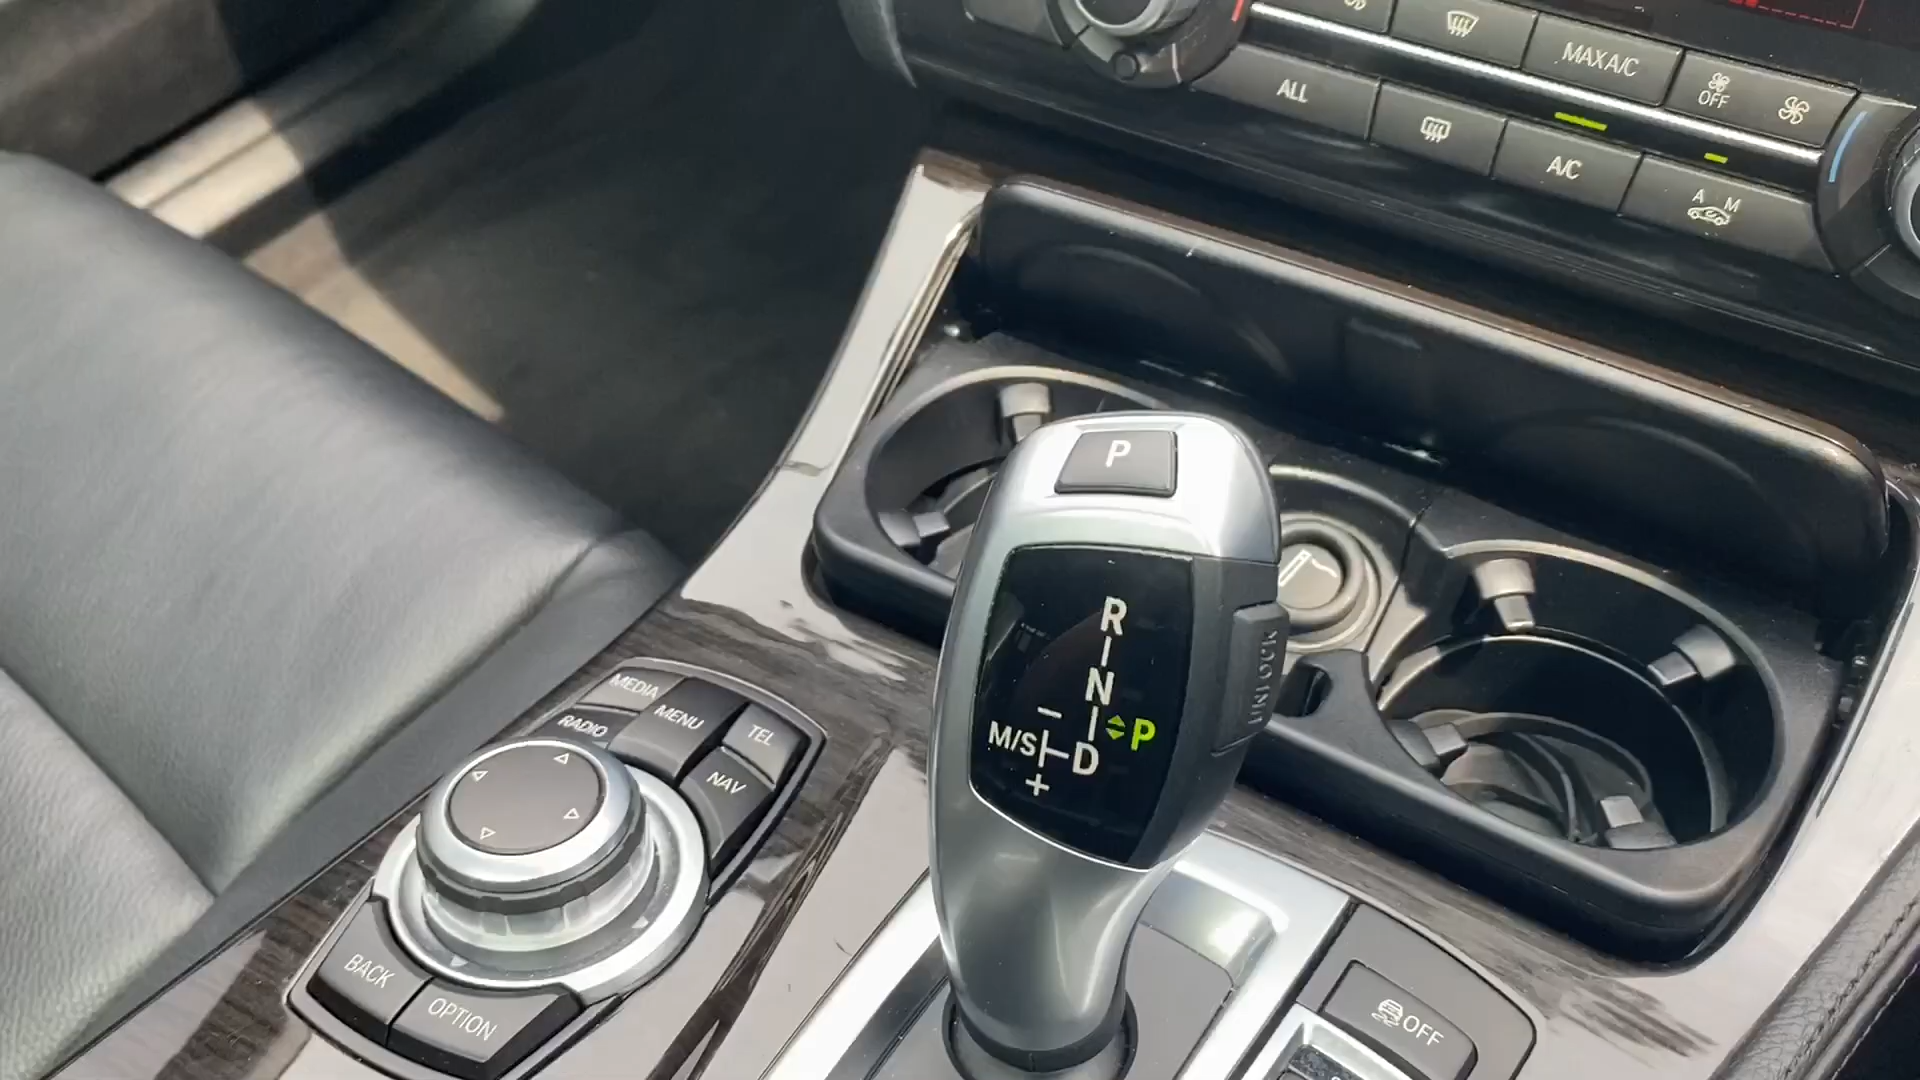 MAX A/C
OFF
ALL
A/C
A M
P
R
N
M/S D P
−
+
UNLOCK
MEDIA
RADIO
MENU
TEL
NAV
BACK
OPTION
OFF